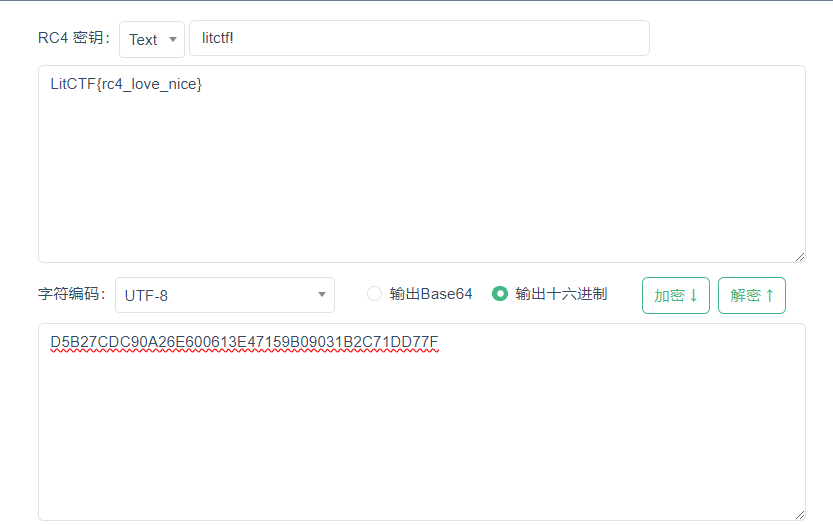 RC4 密钥： Text litctf!
LitCTF{rc4_love_nice}
字符编码： UTF-8 输出Base64 输出十六进制 加密↓ 解密↑
D5B27CDC90A26E600613E47159B09031B2C71DD77F